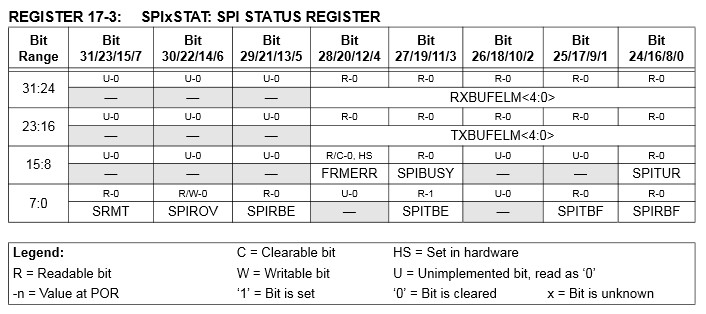 REGISTER 17-3: SPIxSTAT: SPI STATUS REGISTER
Bit Range Bit 31/23/15/7 Bit 30/22/14/6 Bit 29/21/13/5 Bit 28/20/12/4 Bit 27/19/11/3 Bit 26/18/10/2 Bit 25/17/9/1 Bit 24/16/8/0
31:24 U-0 U-0 U-0 R-0 R-0 R-0 R-0 R-0
— — — RXBUFELM<4:0>
23:16 U-0 U-0 U-0 R-0 R-0 R-0 R-0 R-0
— — — TXBUFELM<4:0>
15:8 U-0 U-0 U-0 R/C-0, HS R-0 U-0 U-0 R-0
— — — FRMERR SPIBUSY — — SPITUR
7:0 R-0 R/W-0 R-0 U-0 R-1 U-0 R-0 R-0
SRMT SPIROV SPIRBE — SPITBE — SPITBF SPIRBF
Legend: C = Clearable bit HS = Set in hardware
R = Readable bit W = Writable bit U = Unimplemented bit, read as ‘0’
-n = Value at POR ‘1’ = Bit is set ‘0’ = Bit is cleared x = Bit is unknown